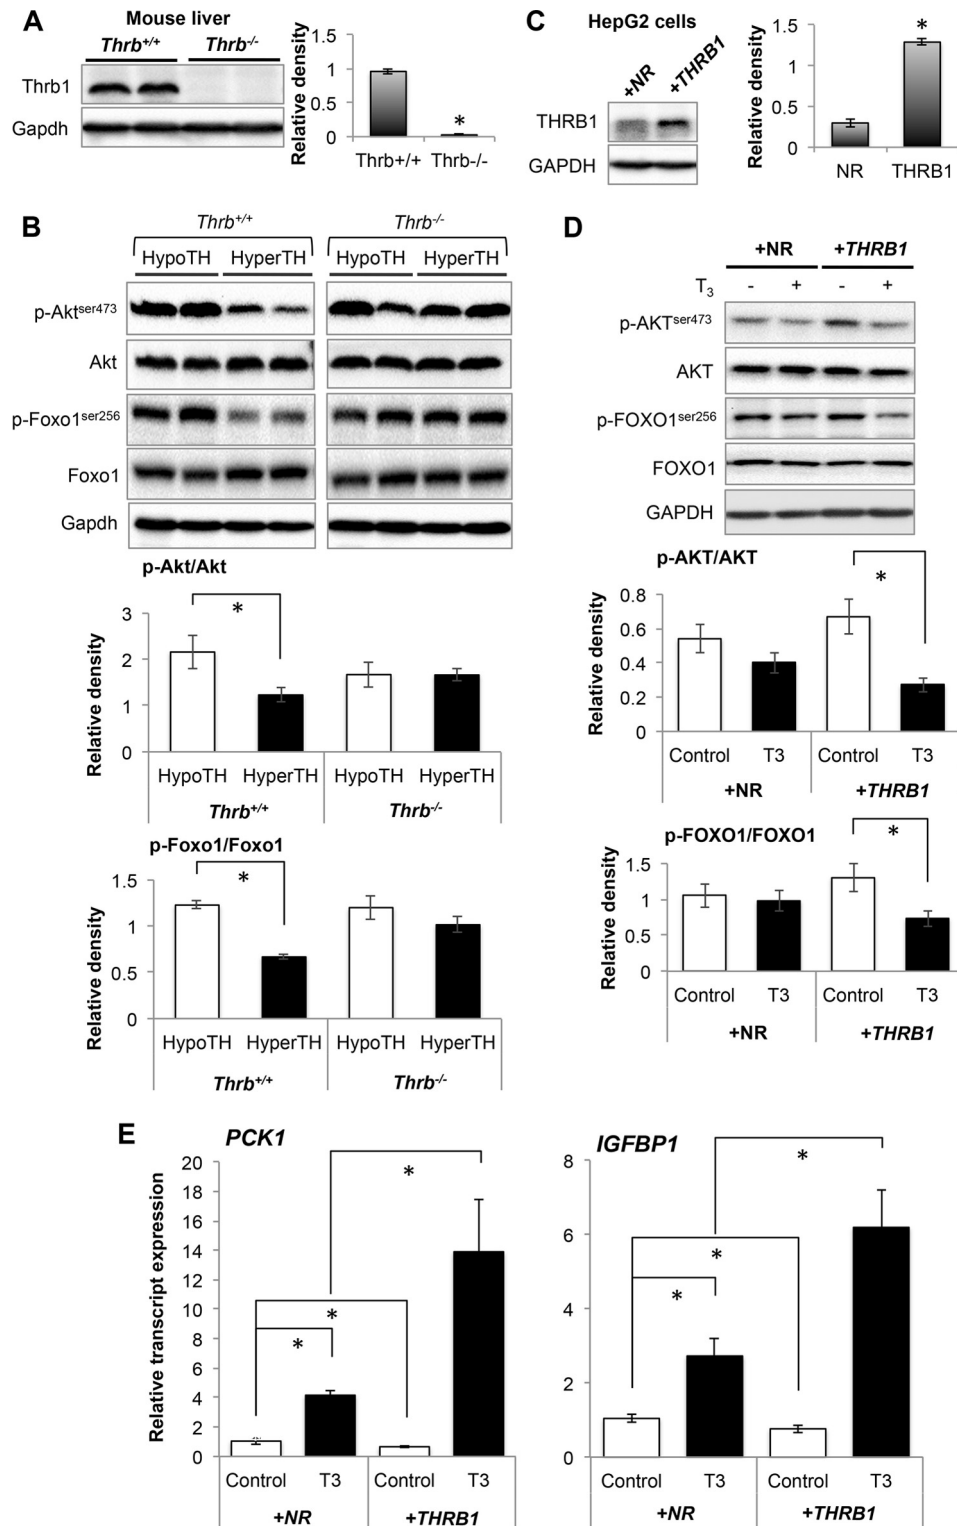 A
Mouse liver
Thrb+/+ Thrb-/-
Thrb1
Gapdh
Relative density
1.5
1
0.5
0
*
Thrb+/+ Thrb-/-
C
HepG2 cells
+NR +THRB1
THRB1
GAPDH
Relative density
1.5
1
0.5
0
*
NR THRB1
B
Thrb+/+ Thrb-/-
HypoTH HyperTH HypoTH HyperTH
p-Aktser473
Akt
p-Foxo1ser256
Foxo1
Gapdh
p-Akt/Akt
Relative density
3
2
1
0
*
HypoTH HyperTH HypoTH HyperTH
Thrb+/+ Thrb-/-
p-Foxo1/Foxo1
Relative density
1.5
1
0.5
0
*
HypoTH HyperTH HypoTH HyperTH
Thrb+/+ Thrb-/-
D
+NR +THRB1
T3 - + - +
p-AKTser473
AKT
p-FOXO1ser256
FOXO1
GAPDH
p-AKT/AKT
Relative density
0.8
0.6
0.4
0.2
0
*
Control T3 Control T3
+NR +THRB1
p-FOXO1/FOXO1
Relative density
1.5
1
0.5
0
*
Control T3 Control T3
+NR +THRB1
E
PCK1
Relative transcript expression
20
18
16
14
12
10
8
6
4
2
0
*
*
*
Control T3 Control T3
+NR +THRB1
IGFBP1
8
6
4
2
0
*
*
*
Control T3 Control T3
+NR +THRB1